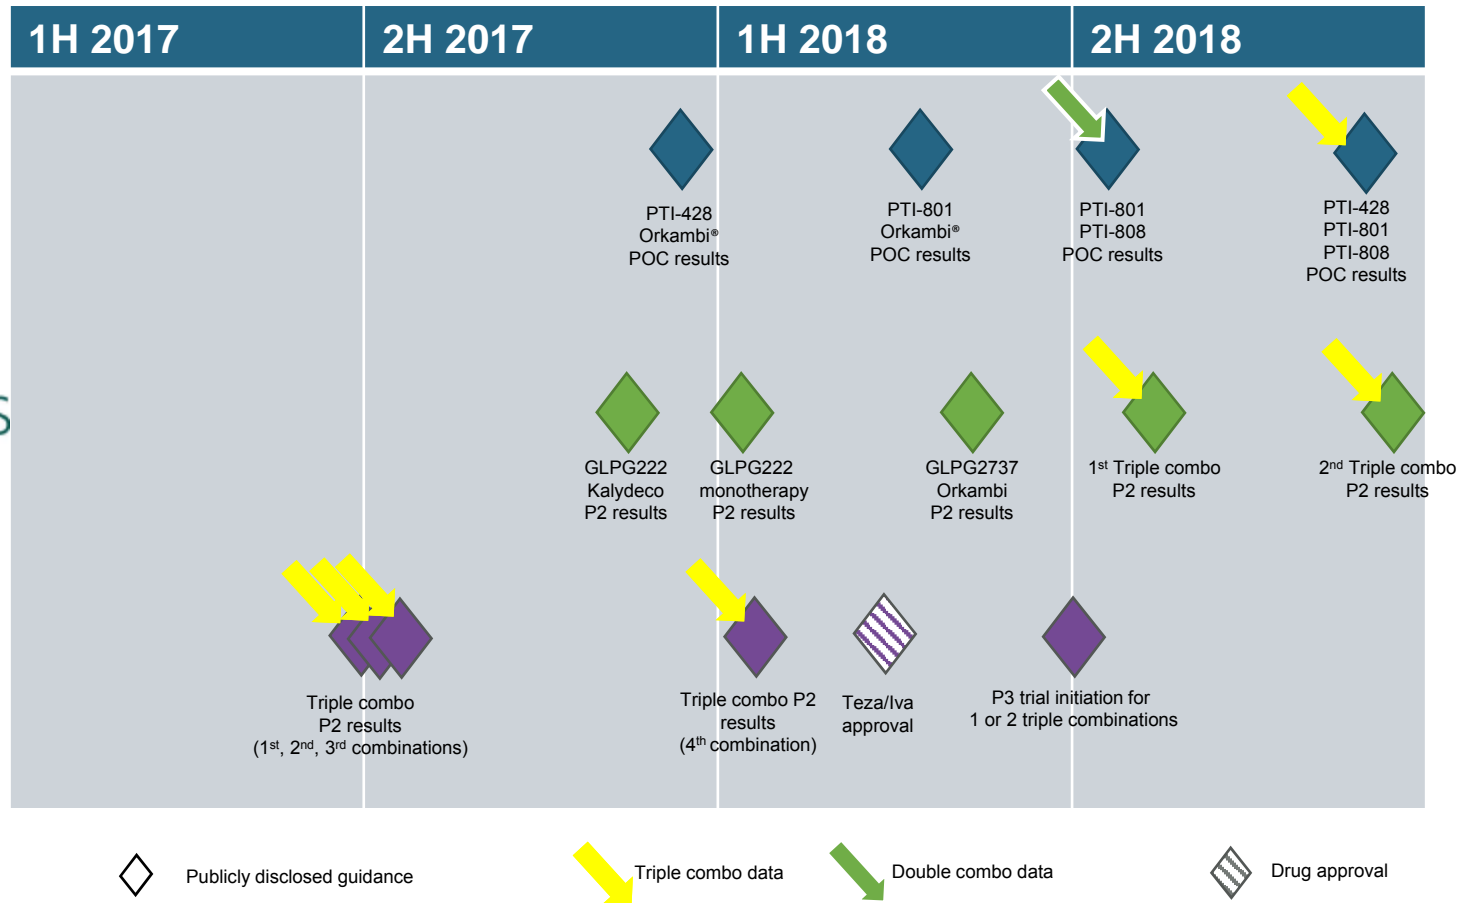 1H 2017
2H 2017
1H 2018
2H 2018
PTI-428
Orkambi®
POC results
PTI-801
Orkambi®
POC results
PTI-801
PTI-808
POC results
PTI-428
PTI-801
PTI-808
POC results
S
GLPG222
Kalydeco
P2 results
GLPG222
monotherapy
P2 results
GLPG2737
Orkambi
P2 results
1st Triple combo
P2 results
2nd Triple combo
P2 results
Triple combo
P2 results
(1st, 2nd, 3rd combinations)
Triple combo P2
results
(4th combination)
Teza/Iva
approval
P3 trial initiation for
1 or 2 triple combinations
Publicly disclosed guidance
Triple combo data
Double combo data
Drug approval